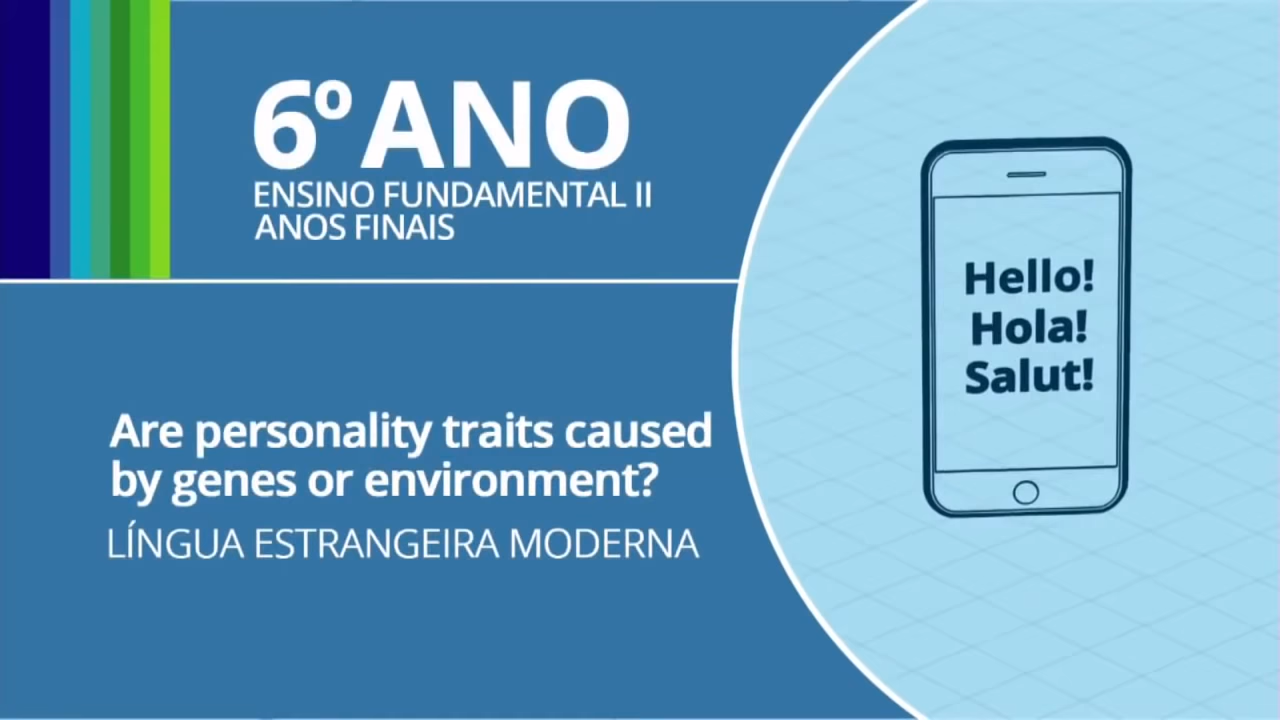 6º ANO
ENSINO FUNDAMENTAL II
ANOS FINAIS
Are personality traits caused
by genes or environment?
LÍNGUA ESTRANGEIRA MODERNA
Hello!
Hola!
Salut!